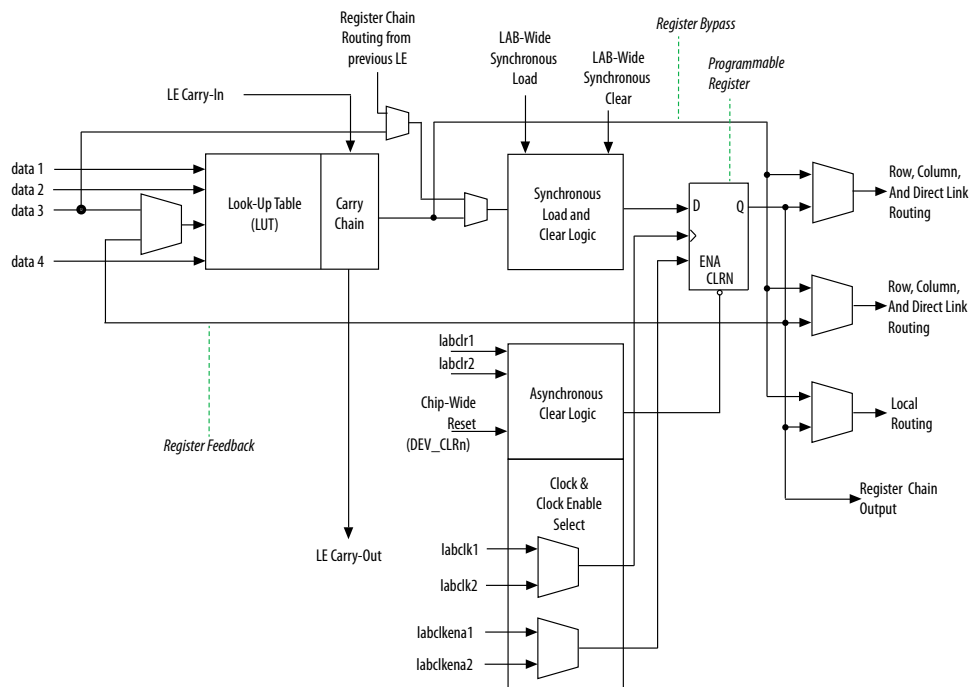 Register Chain
Routing from
previous LE
LAB-Wide
Synchronous
Load
LAB-Wide
Synchronous
Clear
Register Bypass
Programmable
Register
LE Carry-In
data 1
data 2
data 3
data 4
Look-Up Table
(LUT)
Carry
Chain
Synchronous
Load and
Clear Logic
D
Q
ENA
CLRN
Row, Column,
And Direct Link
Routing
Row, Column,
And Direct Link
Routing
Local
Routing
Register Chain
Output
labclr1
labclr2
Chip-Wide
Reset
(DEV_CLRn)
Asynchronous
Clear Logic
Register Feedback
Clock &
Clock Enable
Select
LE Carry-Out
labclk1
labclk2
labclkena1
labclkena2